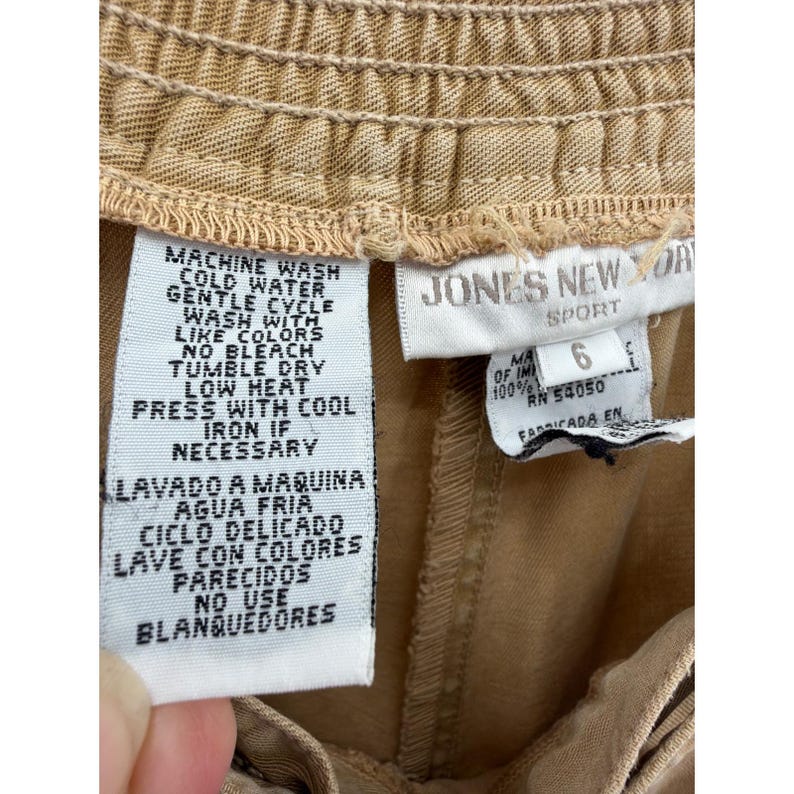 MACHINE WASH
COLD WATER
GENTLE CYCLE
WASH WITH
LIKE COLORS
NO BLEACH
TUMBLE DRY
LOW HEAT
PRESS WITH COOL
IRON IF
NECESSARY
LAVADO A MAQUINA
AGUA FRIA
CICLO DELICADO
LAVE CON COLORES
PARECIDOS
NO USE
BLANQUEDORES
JONES NEW
SPORT
6
OF
100%
RN 54050
FABRICADA EN